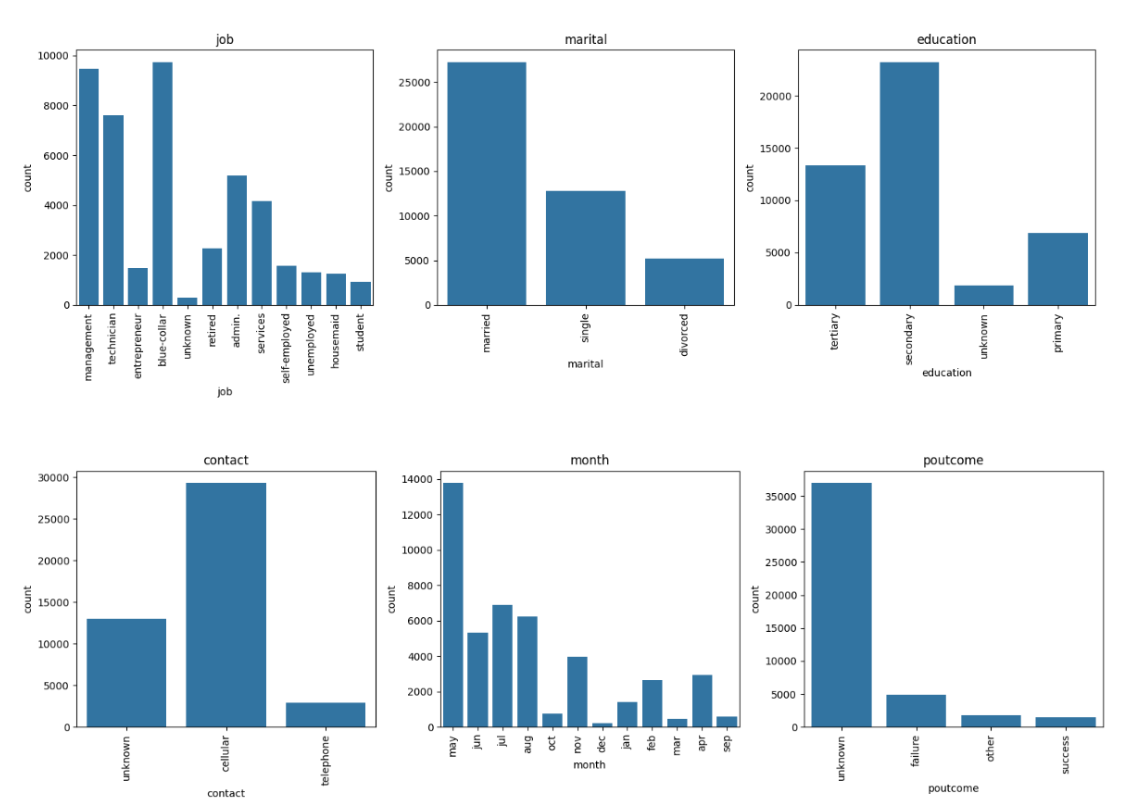 job
10000
8000
6000
4000
2000
0
count
management
technician
entrepreneur
blue-collar
unknown
retired
admin.
services
self-employed
unemployed
housemaid
student
job
marital
25000
20000
15000
10000
5000
0
count
married
single
divorced
marital
education
20000
15000
10000
5000
0
count
tertiary
secondary
unknown
primary
education
contact
30000
25000
20000
15000
10000
5000
0
count
unknown
cellular
telephone
contact
month
14000
12000
10000
8000
6000
4000
2000
0
count
may
jun
jul
aug
oct
nov
dec
jan
feb
mar
apr
sep
month
poutcome
35000
30000
25000
20000
15000
10000
5000
0
count
unknown
failure
other
success
poutcome